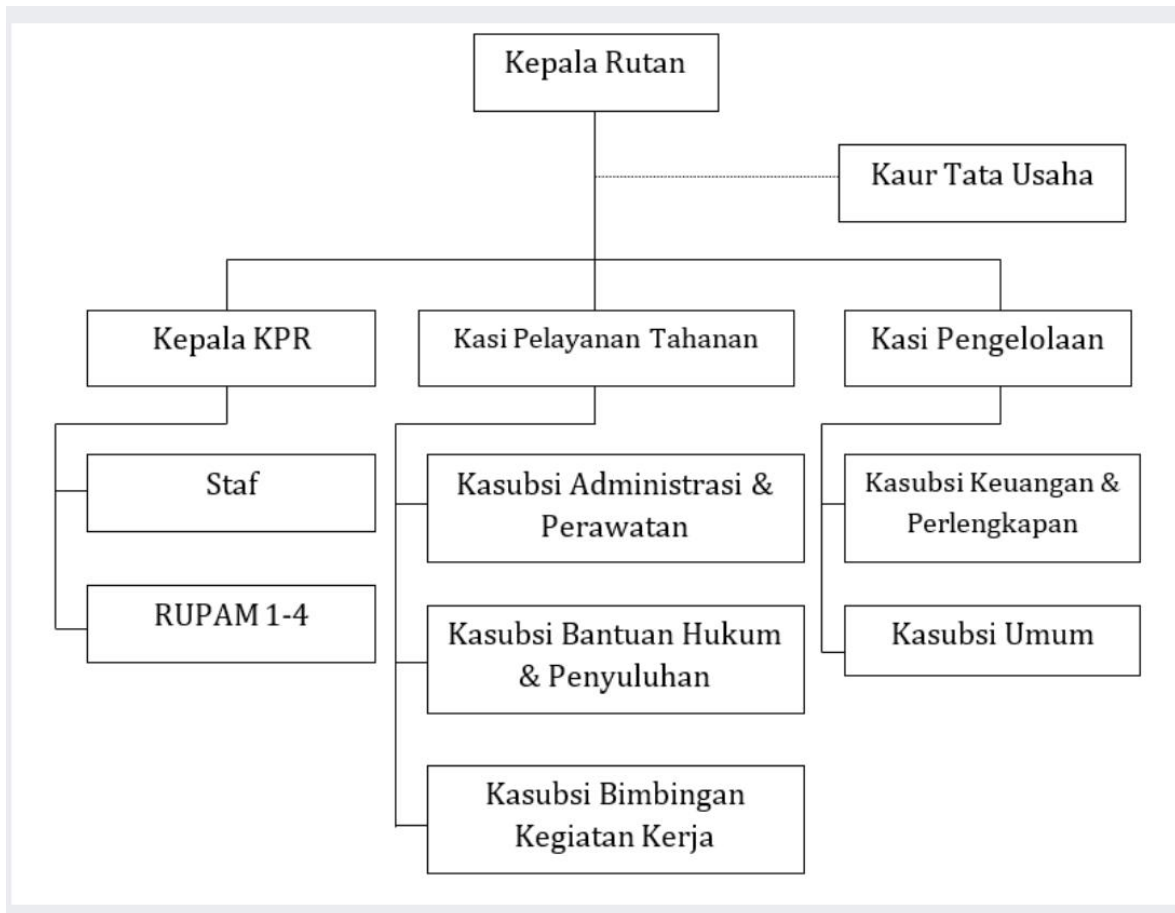 Kepala Rutan
Kaur Tata Usaha
Kepala KPR
Kasi Pelayanan Tahanan
Kasi Pengelolaan
Staf
RUPAM 1-4
Kasubsi Administrasi &
Perawatan
Kasubsi Bantuan Hukum
& Penyuluhan
Kasubsi Bimbingan
Kegiatan Kerja
Kasubsi Keuangan &
Perlengkapan
Kasubsi Umum